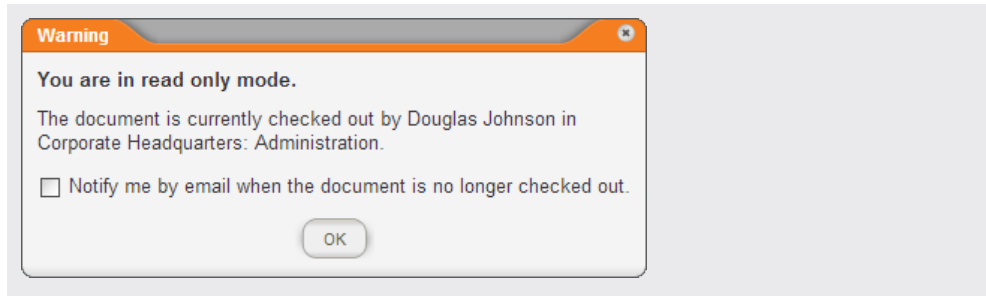 Warning
You are in read only mode.
The document is currently checked out by Douglas Johnson in
Corporate Headquarters: Administration.
Notify me by email when the document is no longer checked out.
OK